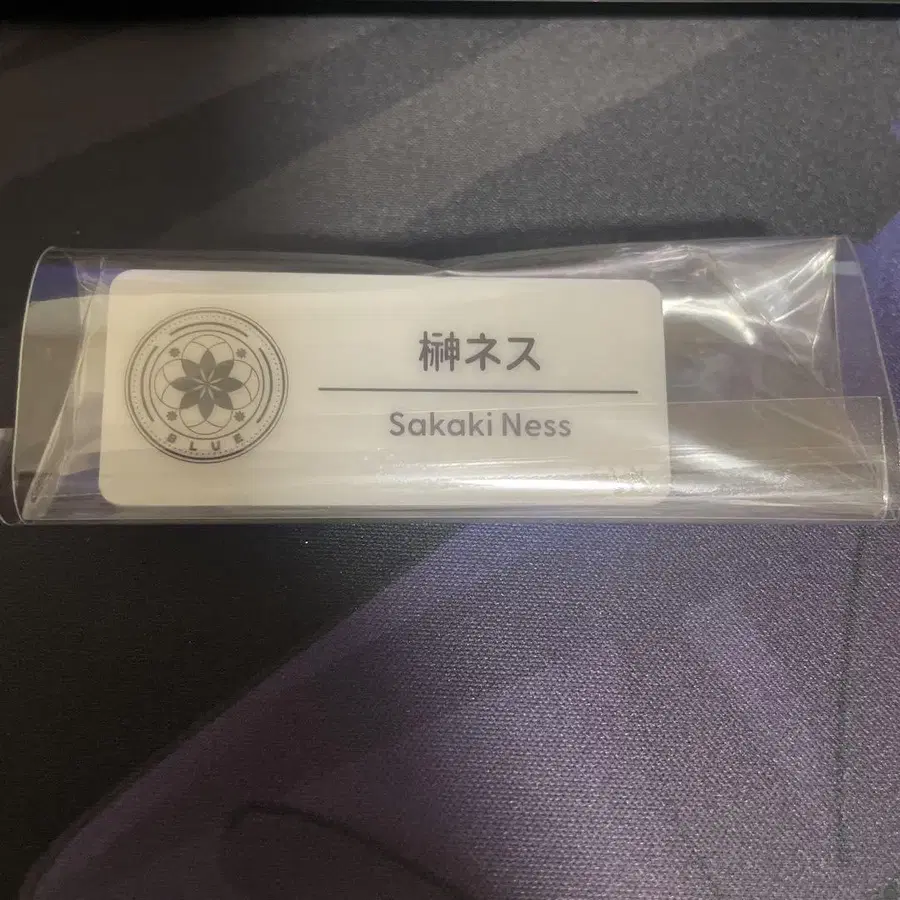 BLUE
榊ネス
Sakaki Ness